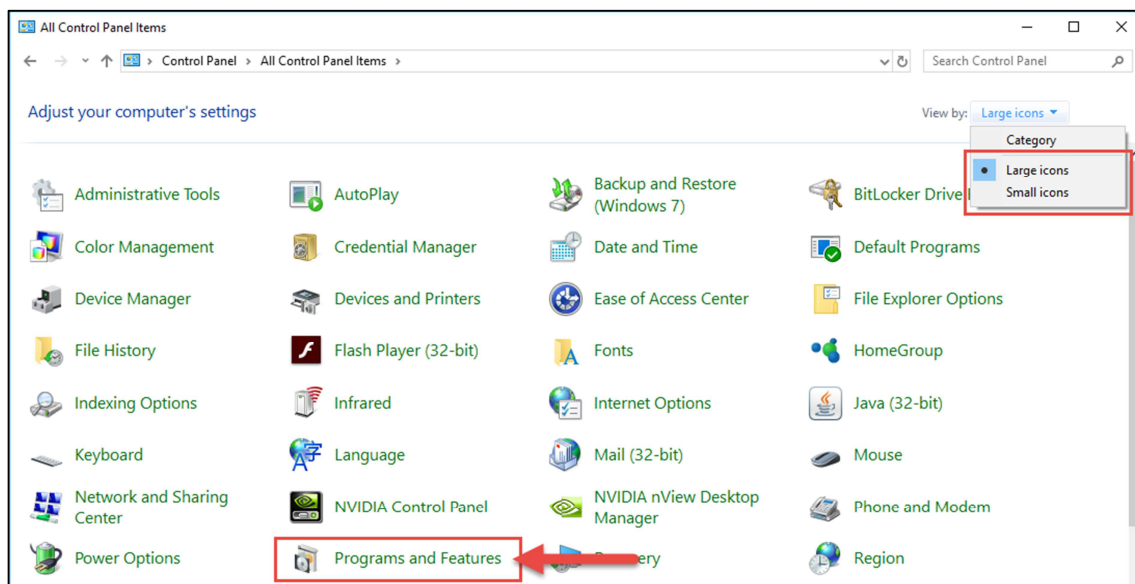 All Control Panel Items
Control Panel > All Control Panel Items >
Search Control Panel
Adjust your computer's settings
View by: Large icons
Category
Large icons
Small icons
Administrative Tools
AutoPlay
Backup and Restore
(Windows 7)
BitLocker Drive
Color Management
Credential Manager
Date and Time
Default Programs
Device Manager
Devices and Printers
Ease of Access Center
File Explorer Options
File History
Flash Player (32-bit)
Fonts
HomeGroup
Indexing Options
Infrared
Internet Options
Java (32-bit)
Keyboard
Language
Mail (32-bit)
Mouse
Network and Sharing
Center
NVIDIA Control Panel
NVIDIA nView Desktop
Manager
Phone and Modem
Power Options
Programs and Features
Region